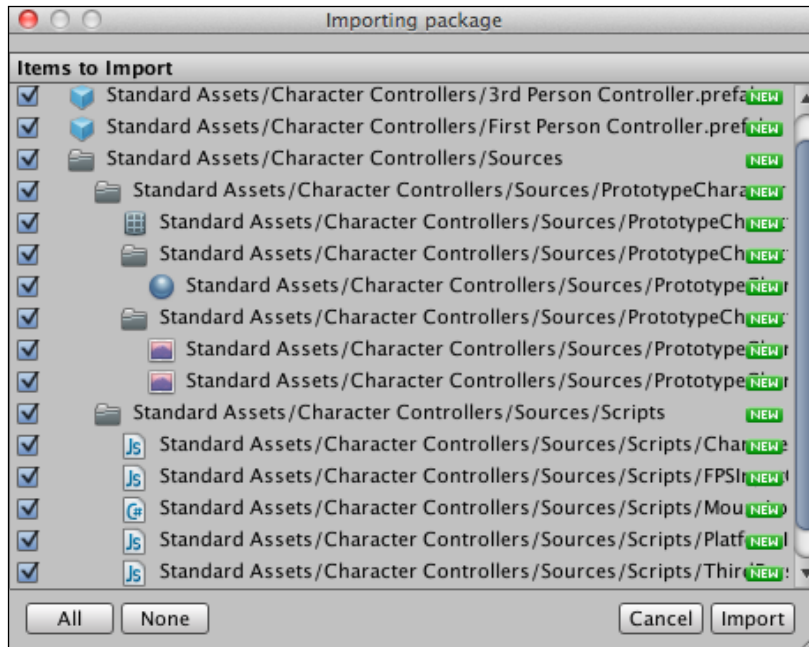 Importing package
Items to Import
Standard Assets/Character Controllers/3rd Person Controller.prefa NEW
Standard Assets/Character Controllers/First Person Controller.pref NEW
Standard Assets/Character Controllers/Sources NEW
Standard Assets/Character Controllers/Sources/PrototypeChara NEW
Standard Assets/Character Controllers/Sources/PrototypeCh NEW
Standard Assets/Character Controllers/Sources/PrototypeCh NEW
Standard Assets/Character Controllers/Sources/Prototype NEW
Standard Assets/Character Controllers/Sources/PrototypeCh NEW
Standard Assets/Character Controllers/Sources/Prototype NEW
Standard Assets/Character Controllers/Sources/Prototype NEW
Standard Assets/Character Controllers/Sources/Scripts NEW
Js Standard Assets/Character Controllers/Sources/Scripts/Char NEW
Js Standard Assets/Character Controllers/Sources/Scripts/FPSIn NEW
C# Standard Assets/Character Controllers/Sources/Scripts/Mou NEW
Js Standard Assets/Character Controllers/Sources/Scripts/Platf NEW
Js Standard Assets/Character Controllers/Sources/Scripts/Third NEW
All None Cancel Import